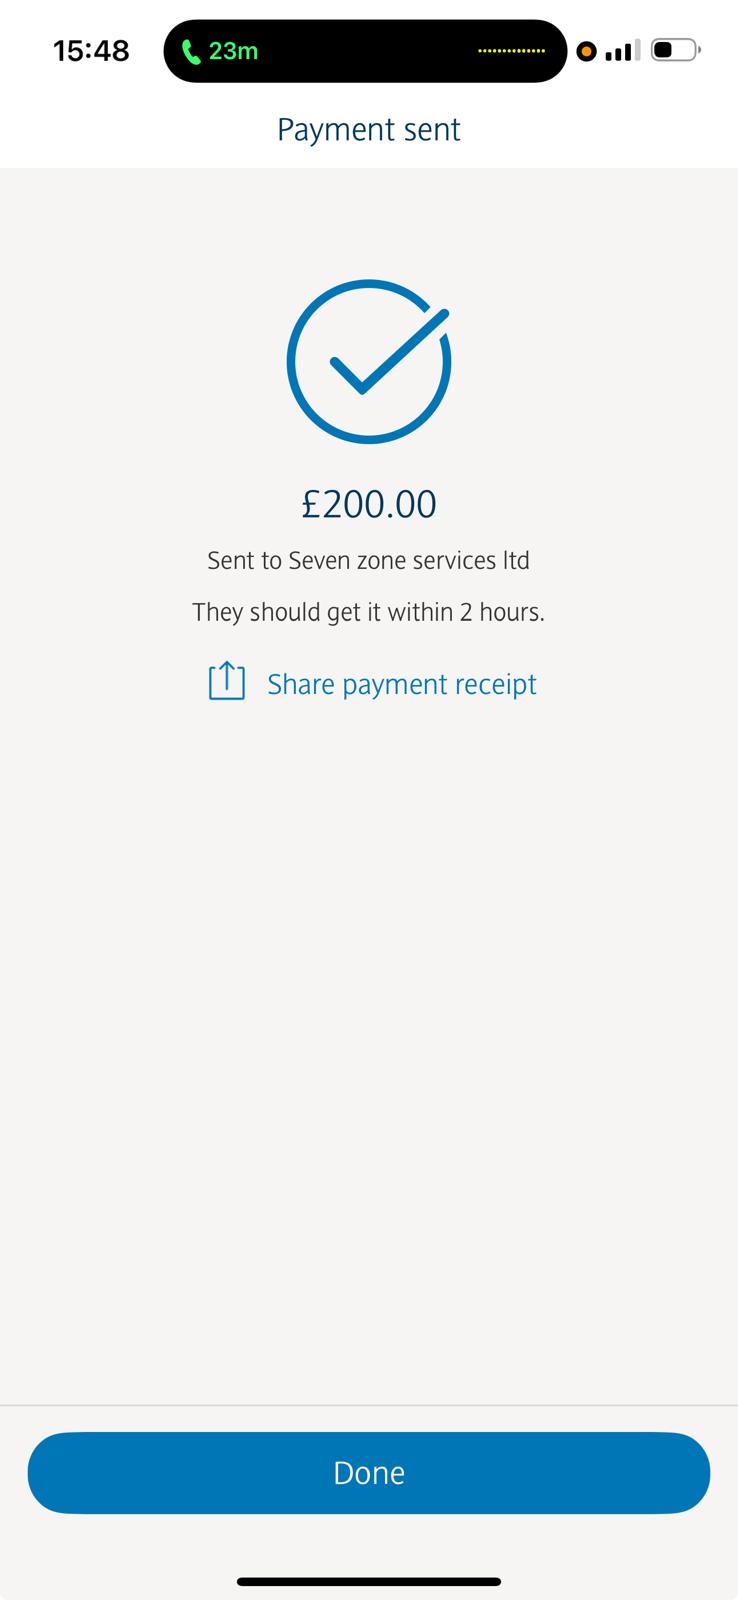 15:48
23m
Payment sent
£200.00
Sent to Seven zone services ltd
They should get it within 2 hours.
Share payment receipt
Done